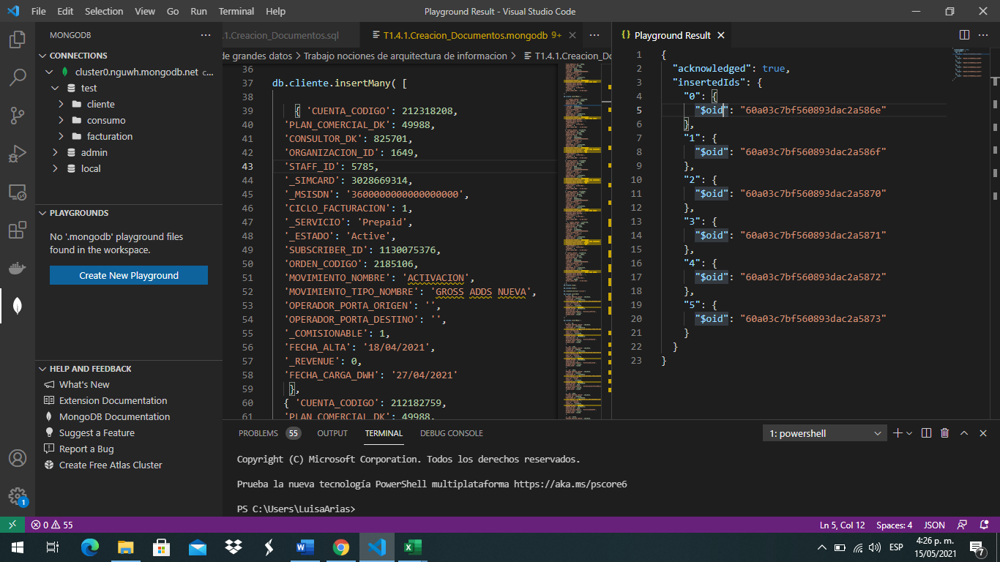 File Edit Selection View Go Run Terminal Help
Playground Result - Visual Studio Code
MONGODB
CONNECTIONS
cluster0.nguwh.mongodb.net c...
test
cliente
consumo
facturation
admin
local
PLAYGROUNDS
No '.mongodb' playground files
found in the workspace.
Create New Playground
HELP AND FEEDBACK
What's New
Extension Documentation
MongoDB Documentation
Suggest a Feature
Report a Bug
Create Free Atlas Cluster
.1.Creacion_Documentos.sql
T1.4.1.Creacion_Documentos.mongodb 9+
de grandes datos > Trabajo nociones de arquitectura de informacion > T1.4.1.Creacion_Do
36
37 db.cliente.insertMany( [
38
39 { 'CUENTA_CODIGO': 212318208,
40 'PLAN_COMERCIAL_DK': 49988,
41 'CONSULTOR_DK': 825701,
42 'ORGANIZACION_ID': 1649,
43 'STAFF_ID': 5785,
44 '_SIMCARD': 3028669314,
45 '_MSISDN': '3600000000000000000',
46 'CICLO_FACTURACION': 1,
47 '_SERVICIO': 'Prepaid',
48 '_ESTADO': 'Active',
49 'SUBSCRIBER_ID': 1130075376,
50 'ORDEN_CODIGO': 2185106,
51 'MOVIMIENTO_NOMBRE': 'ACTIVACION',
52 'MOVIMIENTO_TIPO_NOMBRE': 'GROSS ADDS NUEVA',
53 'OPERADOR_PORTA_ORIGEN': '',
54 'OPERADOR_PORTA_DESTINO': '',
55 '_COMISIONABLE': 1,
56 'FECHA_ALTA': '18/04/2021',
57 '_REVENUE': 0,
58 'FECHA_CARGA_DWH': '27/04/2021'
59 },
60 { 'CUENTA_CODIGO': 212182759,
61 'PLAN_COMERCIAL_DK': 49988,
{} Playground Result
1 {
2 "acknowledged": true,
3 "insertedIds": {
4 "0": {
5 "$oid": "60a03c7bf560893dac2a586e"
6 },
7 "1": {
8 "$oid": "60a03c7bf560893dac2a586f"
9 },
10 "2": {
11 "$oid": "60a03c7bf560893dac2a5870"
12 },
13 "3": {
14 "$oid": "60a03c7bf560893dac2a5871"
15 },
16 "4": {
17 "$oid": "60a03c7bf560893dac2a5872"
18 },
19 "5": {
20 "$oid": "60a03c7bf560893dac2a5873"
21 }
22 }
23 }
PROBLEMS 55 OUTPUT TERMINAL DEBUG CONSOLE
1: powershell
Copyright (C) Microsoft Corporation. Todos los derechos reservados.
Prueba la nueva tecnología PowerShell multiplataforma https://aka.ms/pscore6
PS C:\Users\LuisaArias>
1
0 55
Ln 5, Col 12 Spaces: 4 JSON
ESP
4:26 p. m.
15/05/2021
7